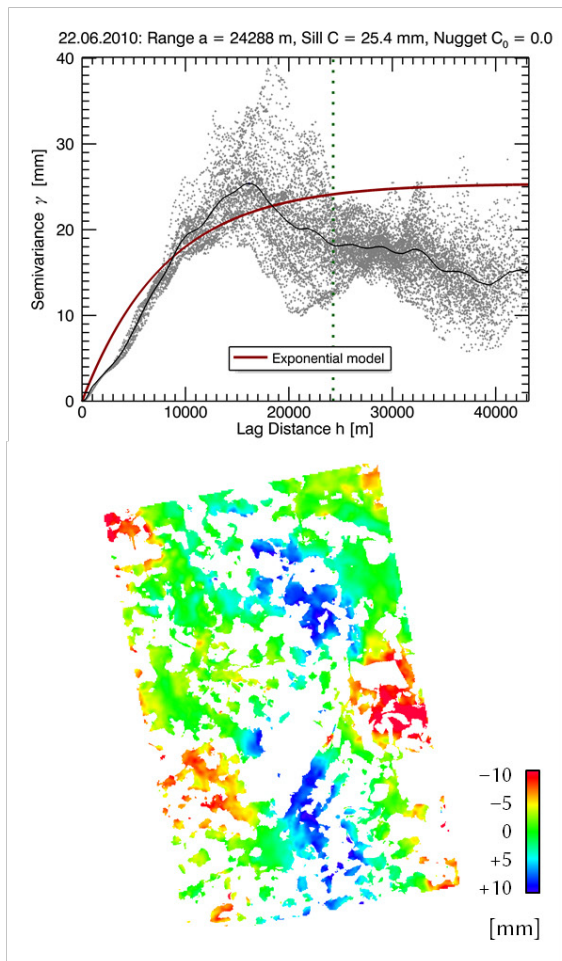 22.06.2010: Range a = 24288 m, Sill C = 25.4 mm, Nugget C₀ = 0.0
40
30
20
10
0
Semivariance γ [mm]
Exponential model
0 10000 20000 30000 40000
Lag Distance h [m]
−10
−5
0
+5
+10
[mm]